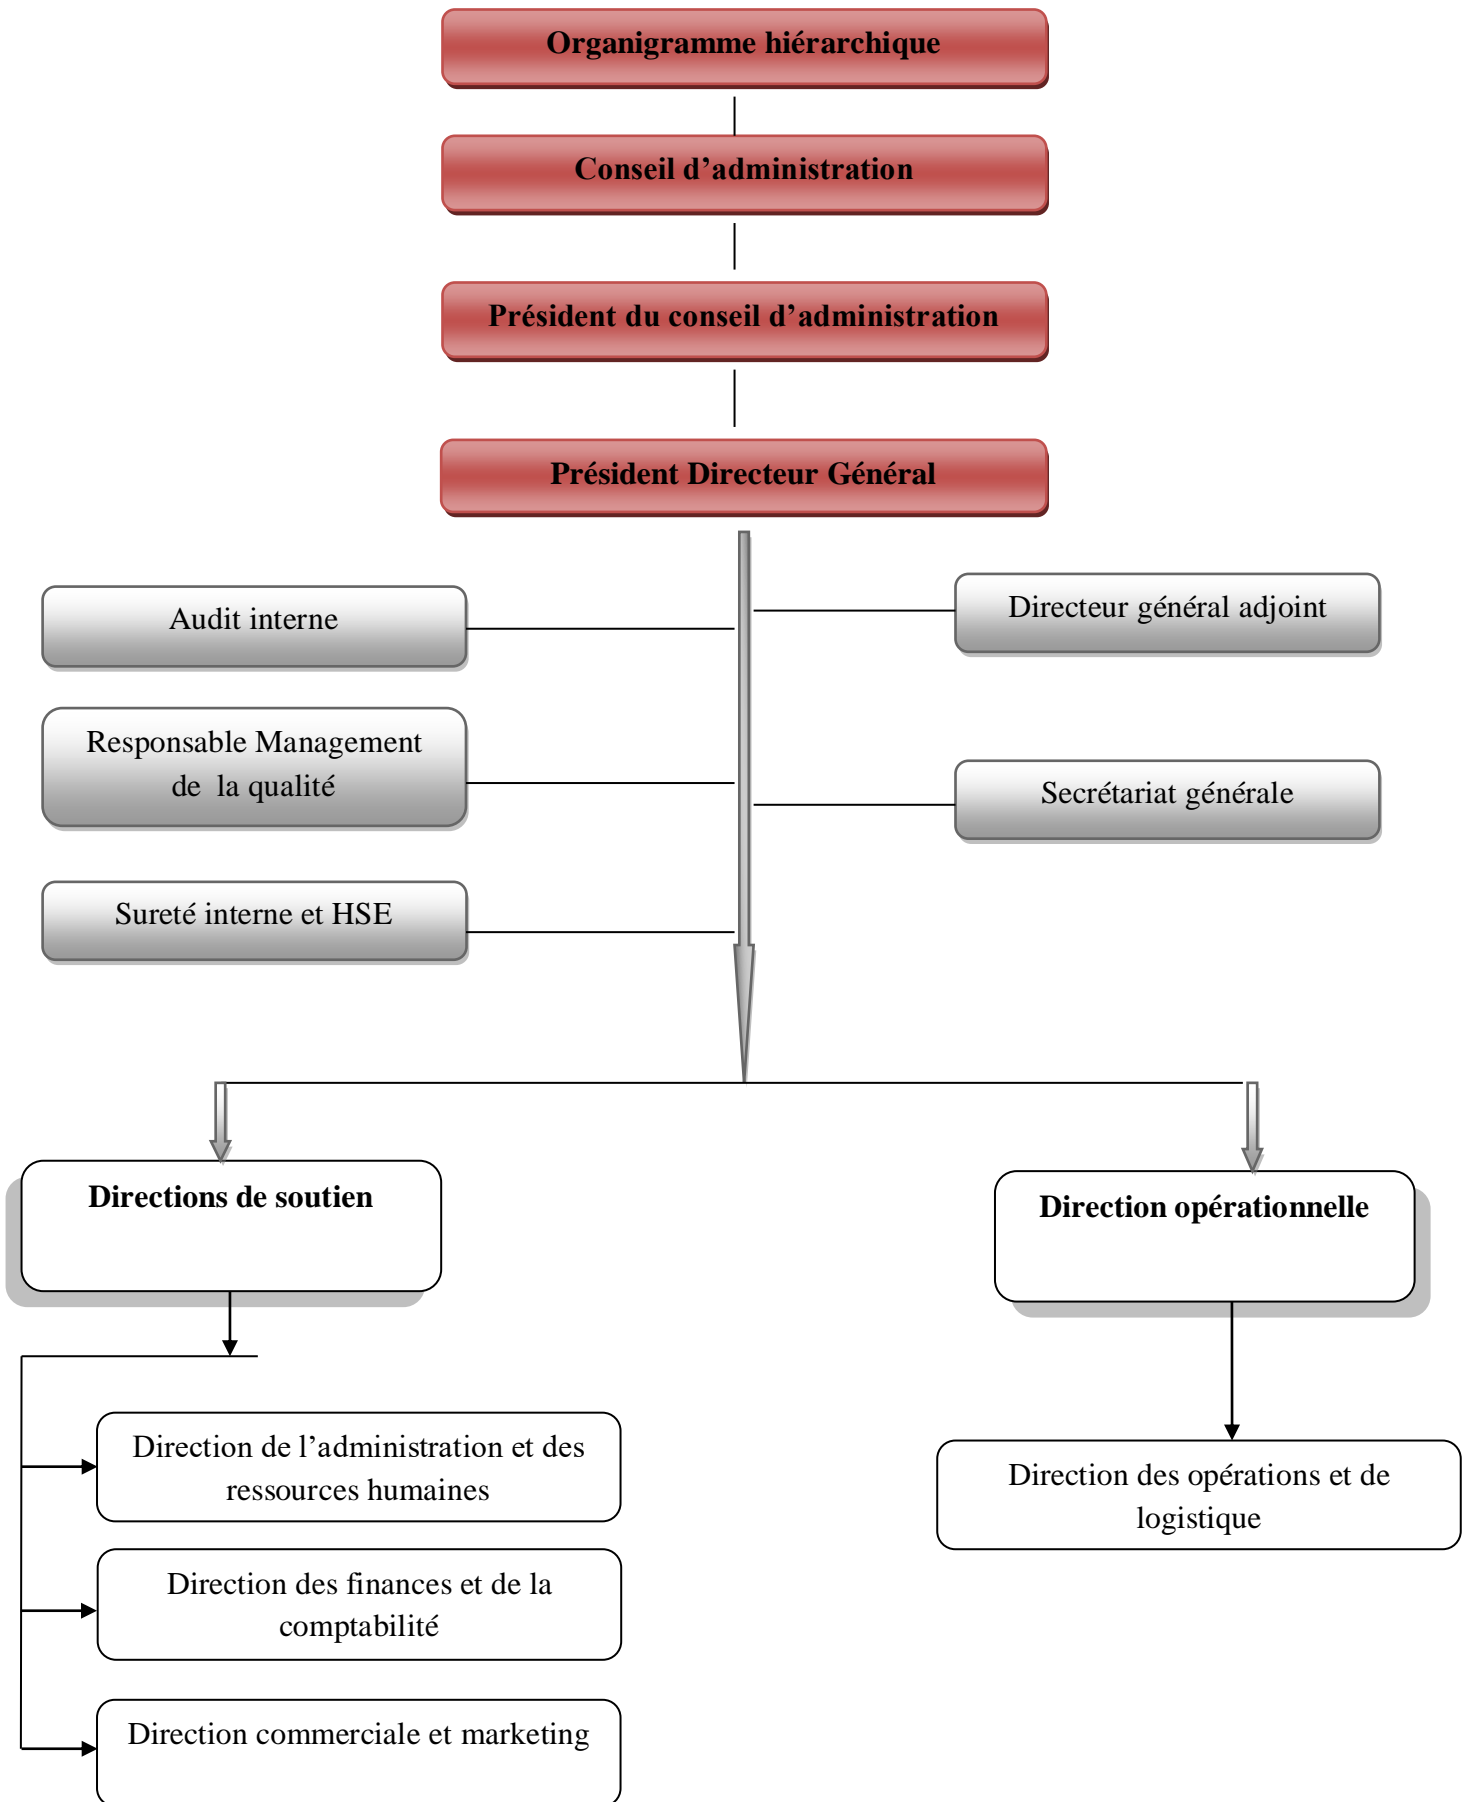 Organigramme hiérarchique
Conseil d’administration
Président du conseil d’administration
Président Directeur Général
Audit interne
Directeur général adjoint
Responsable Management
de la qualité
Secrétariat générale
Sureté interne et HSE
Directions de soutien
Direction opérationnelle
Direction de l’administration et des
ressources humaines
Direction des opérations et de
logistique
Direction des finances et de la
comptabilité
Direction commerciale et marketing